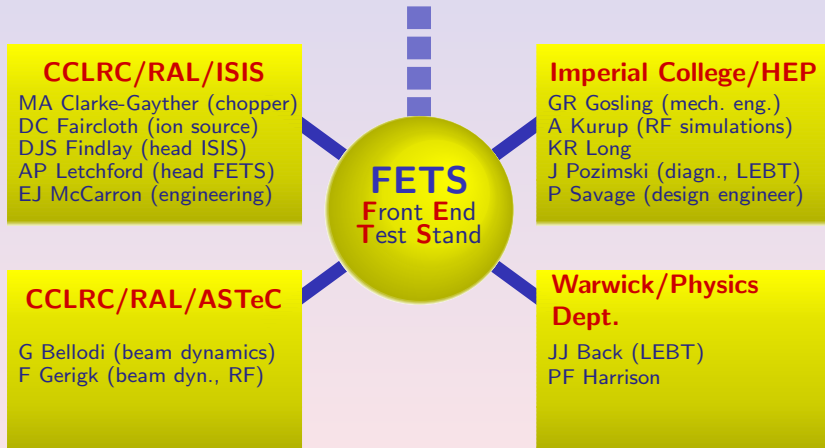 CCLRC/RAL/ISIS
MA Clarke-Gayther (chopper)
DC Faircloth (ion source)
DJS Findlay (head ISIS)
AP Letchford (head FETS)
EJ McCarron (engineering)
Imperial College/HEP
GR Gosling (mech. eng.)
A Kurup (RF simulations)
KR Long
J Pozimski (diagn., LEBT)
P Savage (design engineer)
FETS
Front End
Test Stand
CCLRC/RAL/ASTeC
G Bellodi (beam dynamics)
F Gerigk (beam dyn., RF)
Warwick/Physics
Dept.
JJ Back (LEBT)
PF Harrison